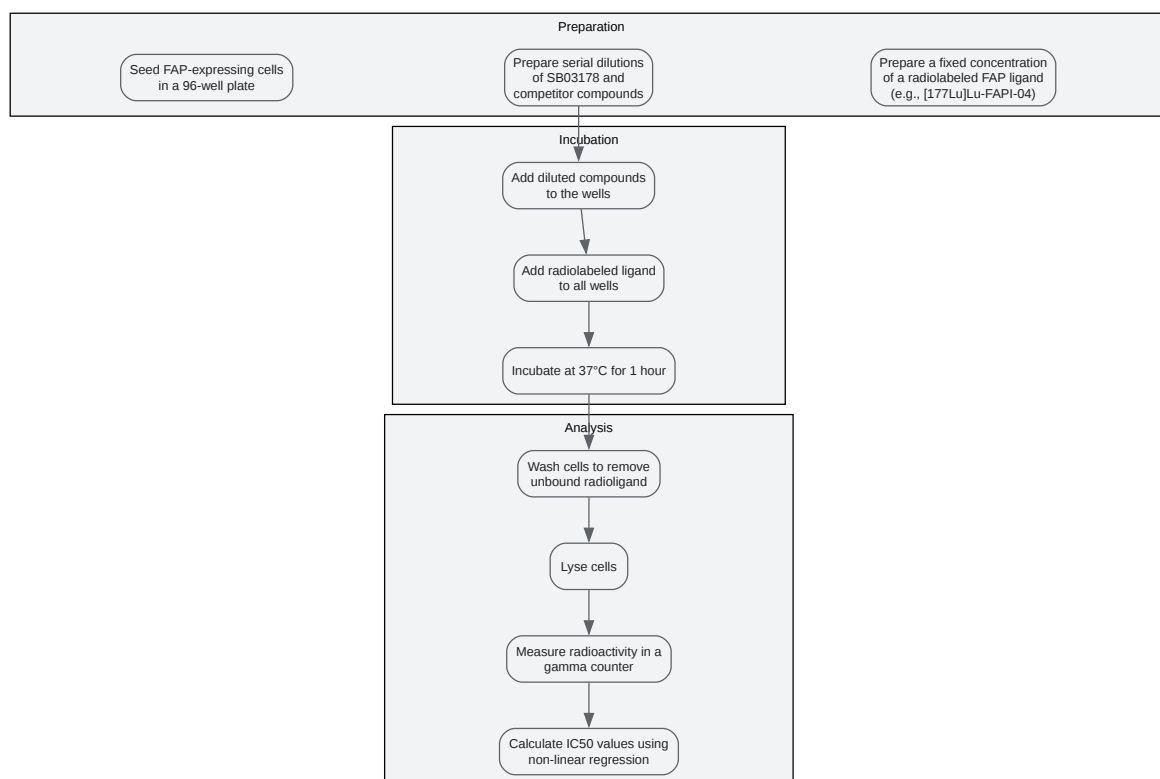 Preparation
Seed FAP-expressing cells
in a 96-well plate
Prepare serial dilutions
of SB03178 and
competitor compounds
Prepare a fixed concentration
of a radiolabeled FAP ligand
(e.g., [177Lu]Lu-FAPI-04)
Incubation
Add diluted compounds
to the wells
Add radiolabeled ligand
to all wells
Incubate at 37°C for 1 hour
Analysis
Wash cells to remove
unbound radioligand
Lyse cells
Measure radioactivity in a
gamma counter
Calculate IC50 values using
non-linear regression